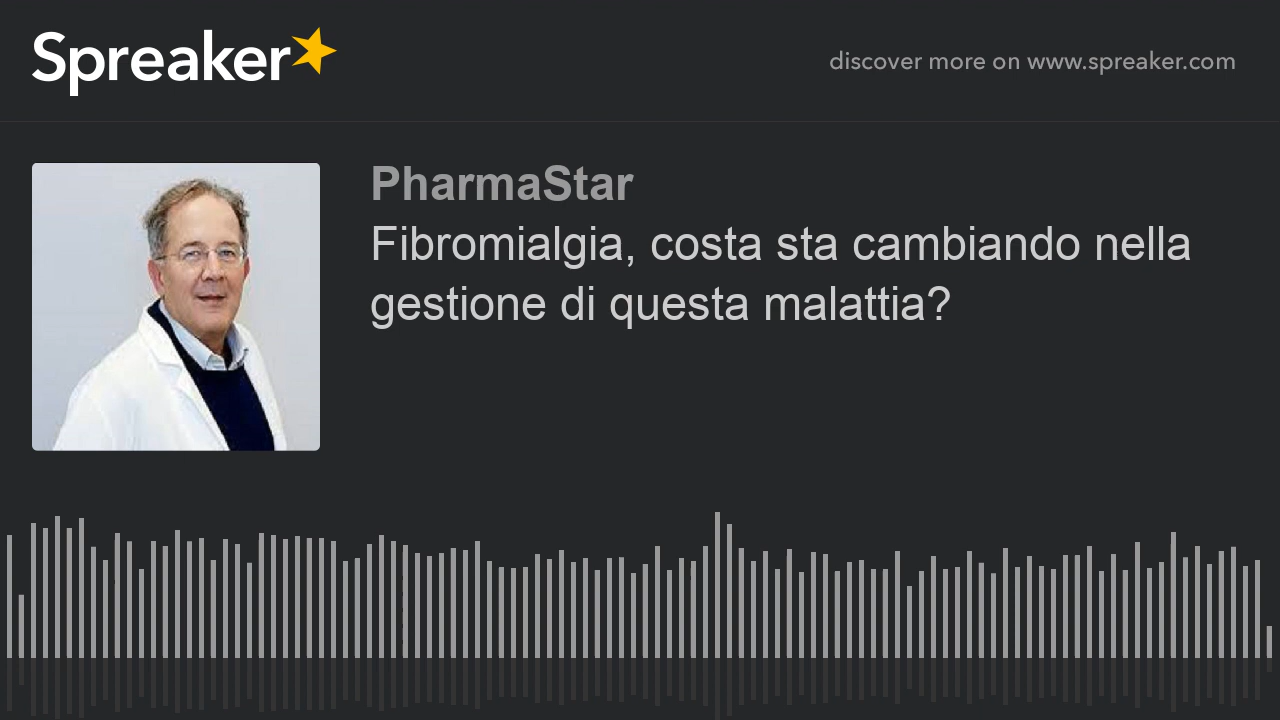 Spreaker
discover more on www.spreaker.com
PharmaStar
Fibromialgia, costa sta cambiando nella
gestione di questa malattia?